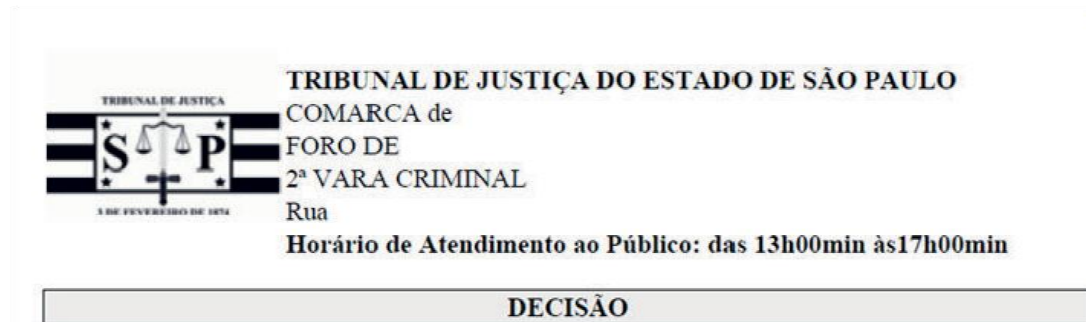 TRIBUNAL DE JUSTIÇA DO ESTADO DE SÃO PAULO
TRIBUNAL DE JUSTIÇA
COMARCA de
S P
FORO DE
2ª VARA CRIMINAL
3 DE FEVEREIRO DE 1874
Rua
Horário de Atendimento ao Público: das 13h00min às17h00min
DECISÃO